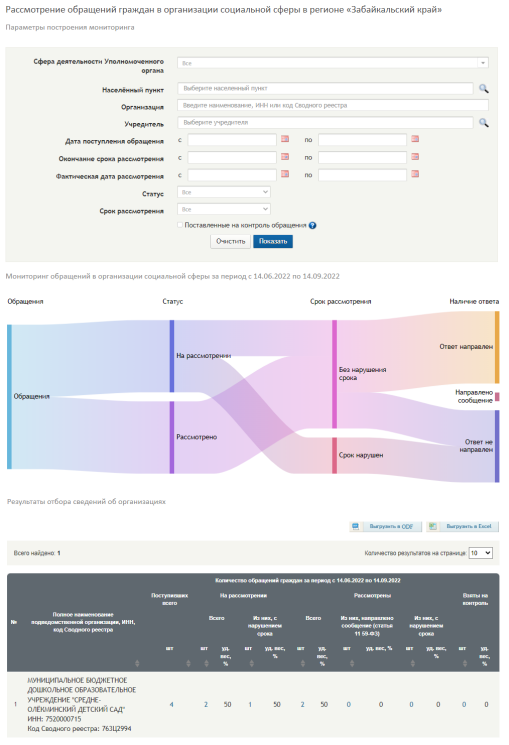 Рассмотрение обращений граждан в организации социальной сферы в регионе «Забайкальский край»
Параметры построения мониторинга
Сфера деятельности Уполномоченного
органа
Все
Населённый пункт
Выберите населенный пункт
Организация
Введите наименование, ИНН или код Сводного реестра
Учредитель
Выберите учредителя
Дата поступления обращения
с
по
Окончание срока рассмотрения
с
по
Фактическая дата рассмотрения
с
по
Статус
Все
Срок рассмотрения
Все
Поставленные на контроль обращения
?
Очистить
Показать
Мониторинг обращений в организации социальной сферы за период с 14.06.2022 по 14.09.2022
Обращения
Статус
Срок рассмотрения
Наличие ответа
Ответ направлен
На рассмотрении
Без нарушения
срока
Направлено
сообщение
Обращения
Рассмотрено
Срок нарушен
Ответ не
направлен
Результаты отбора сведений об организациях
Выгрузить в ODF
Выгрузить в Excel
Всего найдено: 1
Количество результатов на странице:
10
Количество обращений граждан за период с 14.06.2022 по 14.09.2022
№
Полное наименование
подведомственной организации, ИНН,
код Сводного реестра
Поступивших
всего
На рассмотрении
Рассмотрены
Взяты на
контроль
Всего
Из них, с
нарушением
срока
Всего
Из них, направлено
сообщение (статья
11 59-ФЗ)
Из них, с
нарушением
срока
шт
шт
уд.
вес,
%
шт
уд. вес,
%
шт
уд.
вес,
%
шт
уд. вес, %
шт
уд. вес,
%
шт
уд.
вес,
%
1
МУНИЦИПАЛЬНОЕ БЮДЖЕТНОЕ
ДОШКОЛЬНОЕ ОБРАЗОВАТЕЛЬНОЕ
УЧРЕЖДЕНИЕ "СРЕДНЕ-
ОЛЁКМИНСКИЙ ДЕТСКИЙ САД"
ИНН: 7520000715
Код Сводного реестра: 763Ц2994
4
2
50
1
50
2
50
0
0
0
0
0
0